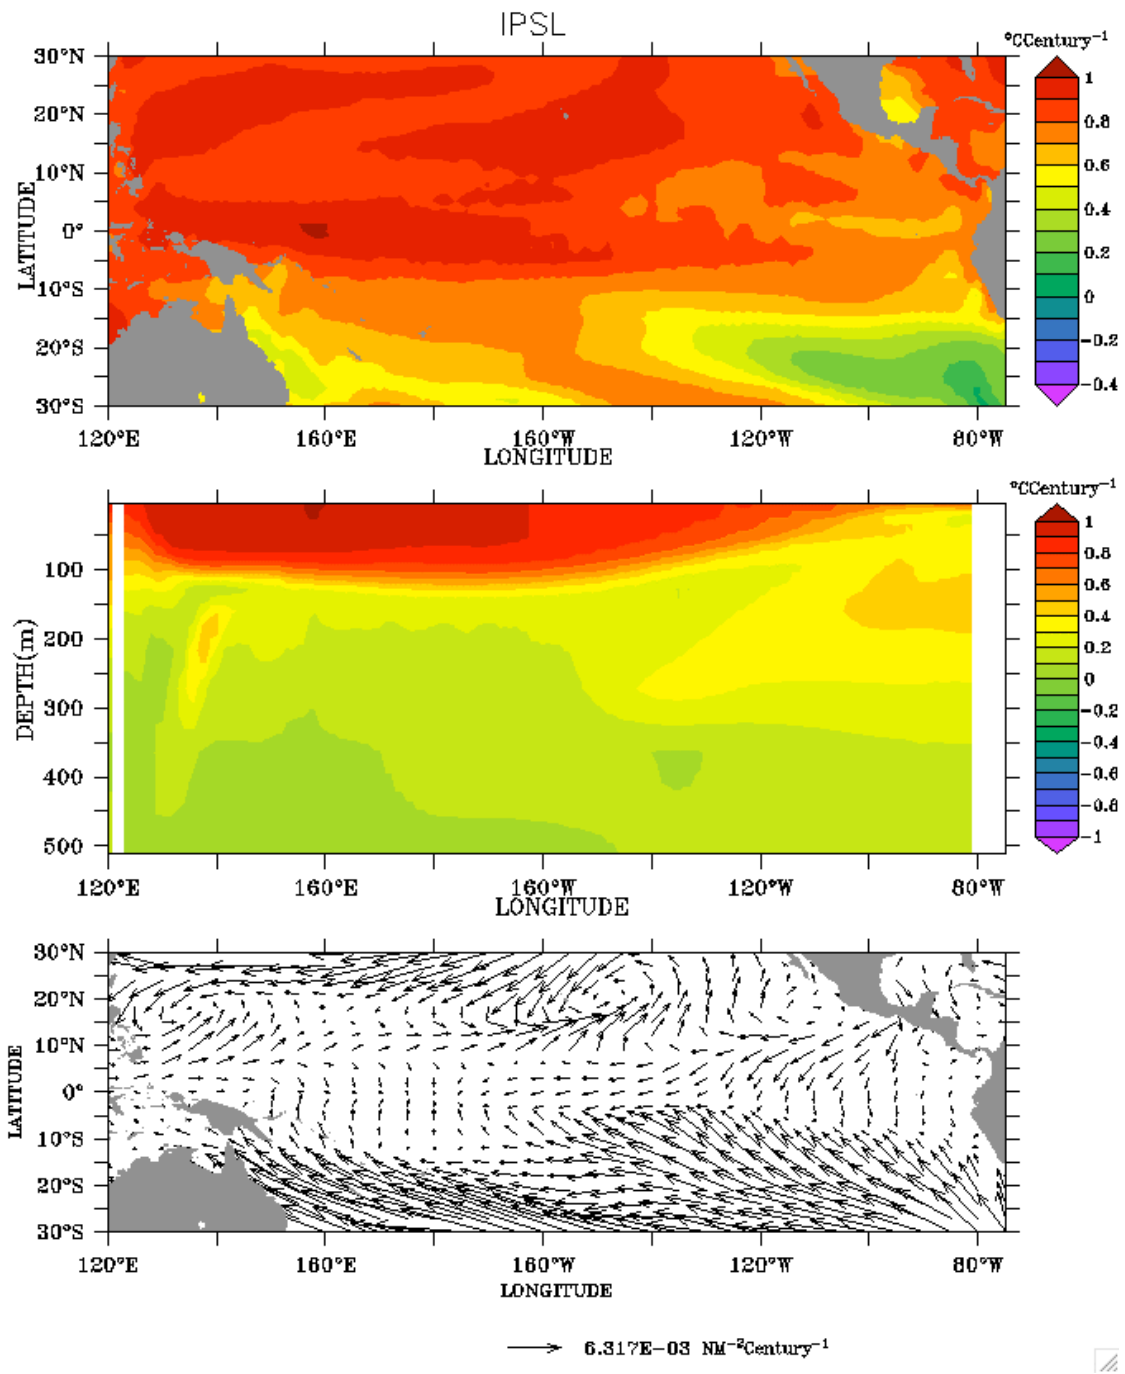 IPSL
°CCentury⁻¹
30°N
20°N
10°N
0°
10°S
20°S
30°S
LATITUDE
120°E 160°E 160°W 120°W 80°W
LONGITUDE
1
0.8
0.6
0.4
0.2
0
-0.2
-0.4
°CCentury⁻¹
100
200
300
400
500
DEPTH(m)
120°E 160°E 160°W 120°W 80°W
LONGITUDE
1
0.8
0.6
0.4
0.2
0
-0.2
-0.4
-0.6
-0.8
-1
30°N
20°N
10°N
0°
10°S
20°S
30°S
LATITUDE
120°E 160°E 160°W 120°W 80°W
LONGITUDE
6.317E-03 NM⁻²Century⁻¹